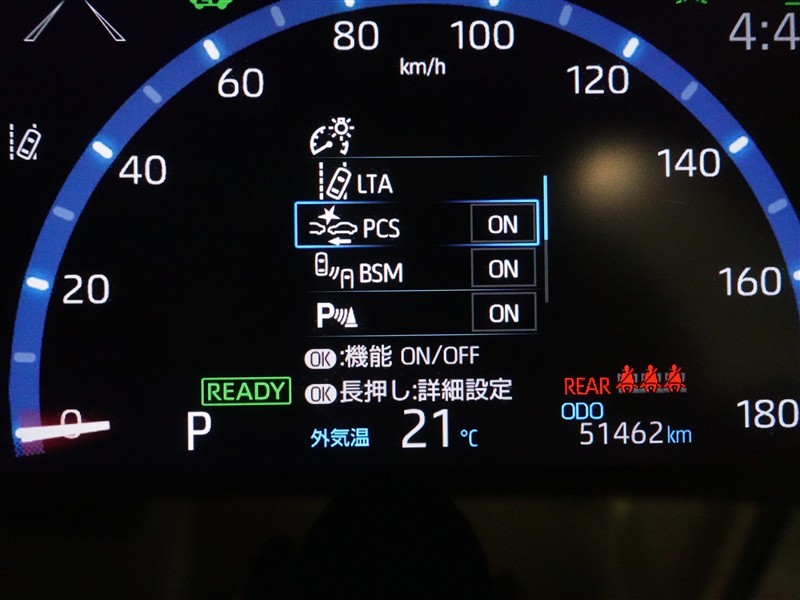 80
100
4:4
km/h
60
120
40
140
LTA
PCS ON
BSM ON
20
160
P ON
OK:機能 ON/OFF
READY
OK長押し:詳細設定
REAR
ODO
0
P
外気温 21℃
51462km
180